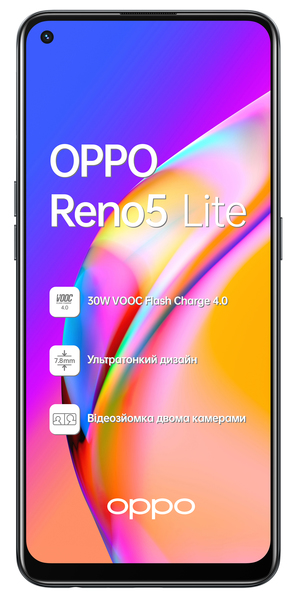 OPPO
Reno5 Lite
VOOC
4.0
30W VOOC Flash Charge 4.0
7.8mm
Ультратонкий дизайн
Відеозйомка двома камерами
oppo